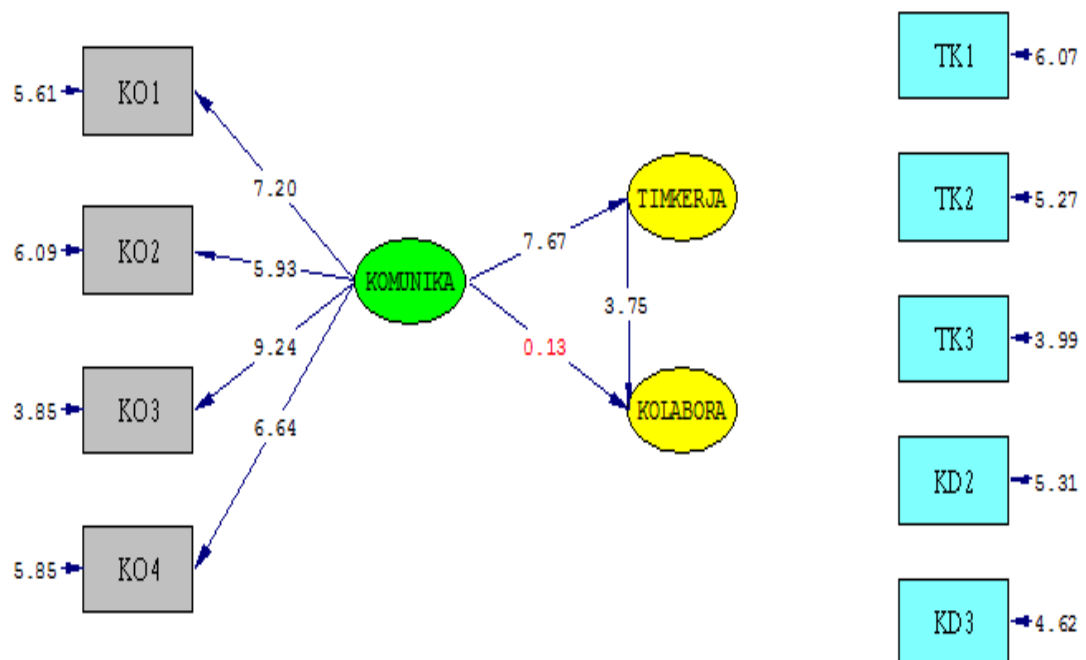 5.61
KO1
6.09
KO2
3.85
KO3
5.85
KO4
7.20
5.93
9.24
6.64
KOMUNIKA
7.67
0.13
TIMKERJA
3.75
KOLABORA
TK1
6.07
TK2
5.27
TK3
3.99
KD2
5.31
KD3
4.62